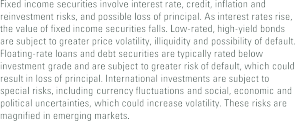 Fixed income securities involve interest rate, credit, inflation and
reinvestment risks, and possible loss of principal. As interest rates rise,
the value of fixed income securities falls. Low-rated, high-yield bonds
are subject to greater price volatility, illiquidity and possibility of default.
Floating-rate loans and debt securities are typically rated below
investment grade and are subject to greater risk of default, which could
result in loss of principal. International investments are subject to
special risks, including currency fluctuations and social, economic and
political uncertainties, which could increase volatility. These risks are
magnified in emerging markets.